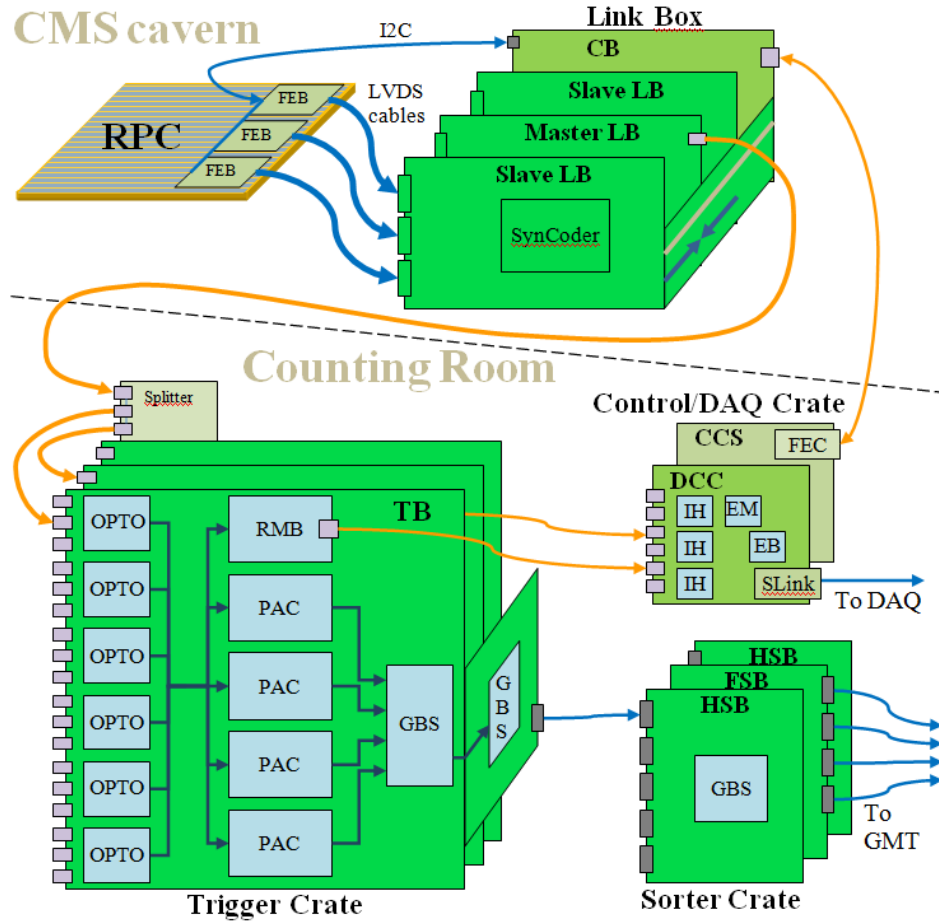 CMS cavern
Link Box
I2C
CB
FEB
LVDS
cables
Slave LB
RPC
FEB
Master LB
FEB
Slave LB
SynCoder
Counting Room
Splitter
Control/DAQ Crate
CCS
FEC
DCC
TB
OPTO
RMB
IH
EM
OPTO
IH
EB
PAC
IH
SLink
To DAQ
OPTO
PAC
GBS
GBS
HSB
FSB
HSB
OPTO
PAC
OPTO
GBS
To
GMT
OPTO
PAC
Trigger Crate
Sorter Crate